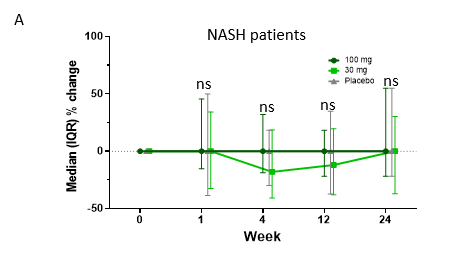 A
NASH patients
100 mg
30 mg
Placebo
ns
ns
ns
ns
Median (IQR) % change
100
50
0
-50
0
1
4
12
24
Week